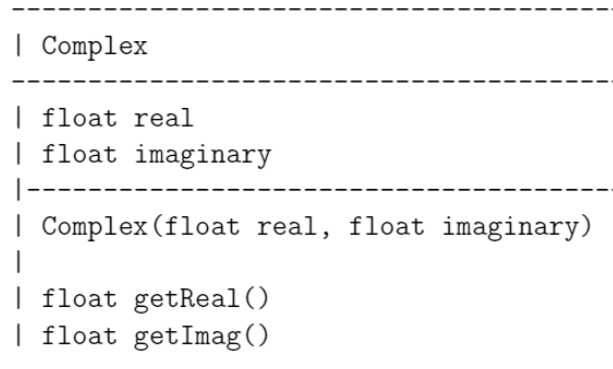 ----------------------------------------
| Complex
----------------------------------------
| float real
| float imaginary
|---------------------------------------
| Complex(float real, float imaginary)
|
| float getReal()
| float getImag()